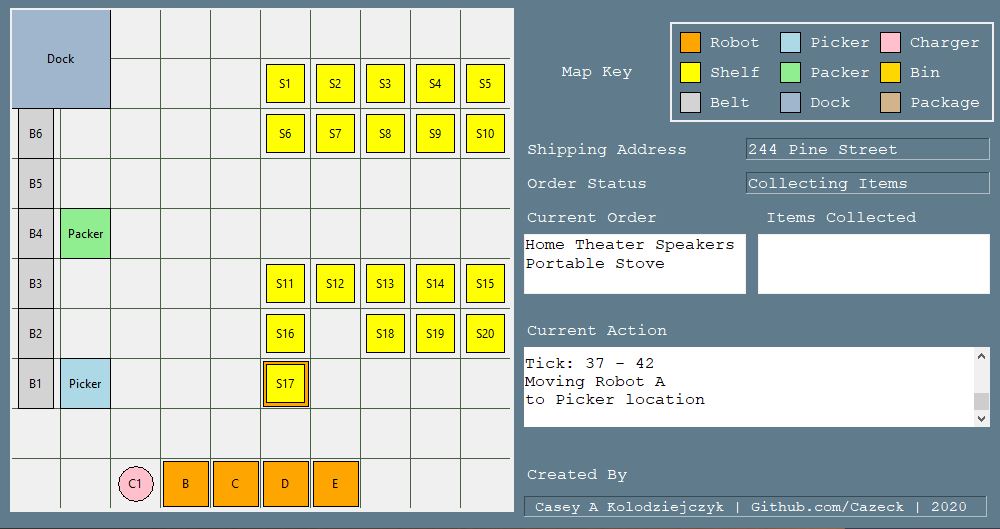 Dock
S1 S2 S3 S4 S5
B6 S6 S7 S8 S9 S10
B5
B4 Packer
B3 S11 S12 S13 S14 S15
B2 S16 S18 S19 S20
B1 Picker S17
C1 B C D E
Map Key
Robot Picker Charger
Shelf Packer Bin
Belt Dock Package
Shipping Address 244 Pine Street
Order Status Collecting Items
Current Order Items Collected
Home Theater Speakers
Portable Stove
Current Action
Tick: 37 - 42
Moving Robot A
to Picker location
Created By
Casey A Kolodziejczyk | Github.com/Cazeck | 2020